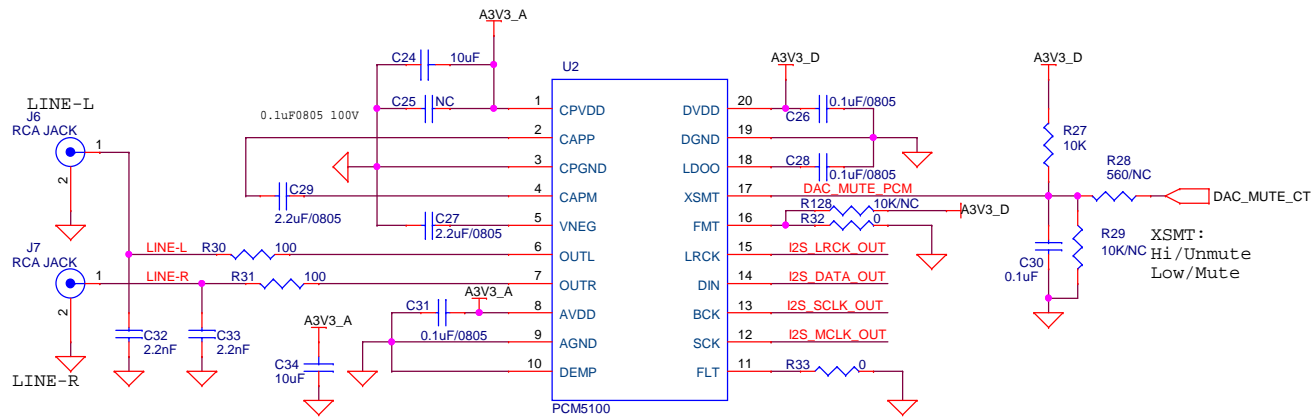 A3V3_A
C24
10uF
U2
A3V3_D
A3V3_D
LINE-L
J6
RCA JACK
0.1uF0805 100V
C25
NC
1
CPVDD
DVDD
20
0.1uF/0805
C26
1
2
CAPP
DGND
19
R27
10K
2
3
CPGND
LDOO
18
C28
0.1uF/0805
R28
560/NC
C29
2.2uF/0805
4
CAPM
XSMT
17
DAC_MUTE_PCM
DAC_MUTE_CT
R128
10K/NC
A3V3_D
C27
2.2uF/0805
5
VNEG
FMT
16
R32
0
R29
10K/NC
XSMT:
Hi/Unmute
Low/Mute
C30
0.1uF
J7
RCA JACK
LINE-L
R30
100
6
OUTL
LRCK
15
I2S_LRCK_OUT
1
LINE-R
R31
100
7
OUTR
DIN
14
I2S_DATA_OUT
2
A3V3_A
C31
0.1uF/0805
8
AVDD
BCK
13
I2S_SCLK_OUT
C32
2.2nF
C33
2.2nF
A3V3_A
9
AGND
SCK
12
I2S_MCLK_OUT
LINE-R
C34
10uF
10
DEMP
FLT
11
R33
0
PCM5100